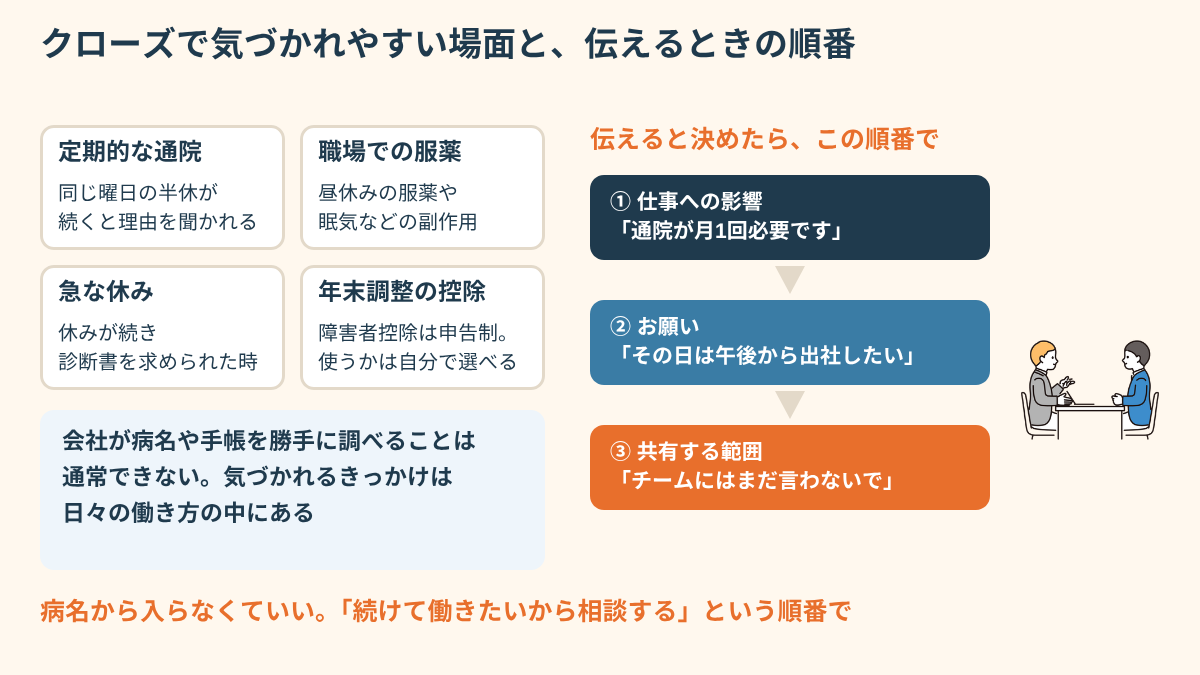 クローズで気づかれやすい場面と、伝えるときの順番
定期的な通院
同じ曜日の半休が
続くと理由を聞かれる
職場での服薬
昼休みの服薬や
眠気などの副作用
急な休み
休みが続き
診断書を求められた時
年末調整の控除
障害者控除は申告制。
使うかは自分で選べる
会社が病名や手帳を勝手に調べることは
通常できない。気づかれるきっかけは
日々の働き方の中にある
伝えると決めたら、この順番で
① 仕事への影響
「通院が月1回必要です」
② お願い
「その日は午後から出社したい」
③ 共有する範囲
「チームにはまだ言わないで」
病名から入らなくていい。「続けて働きたいから相談する」という順番で